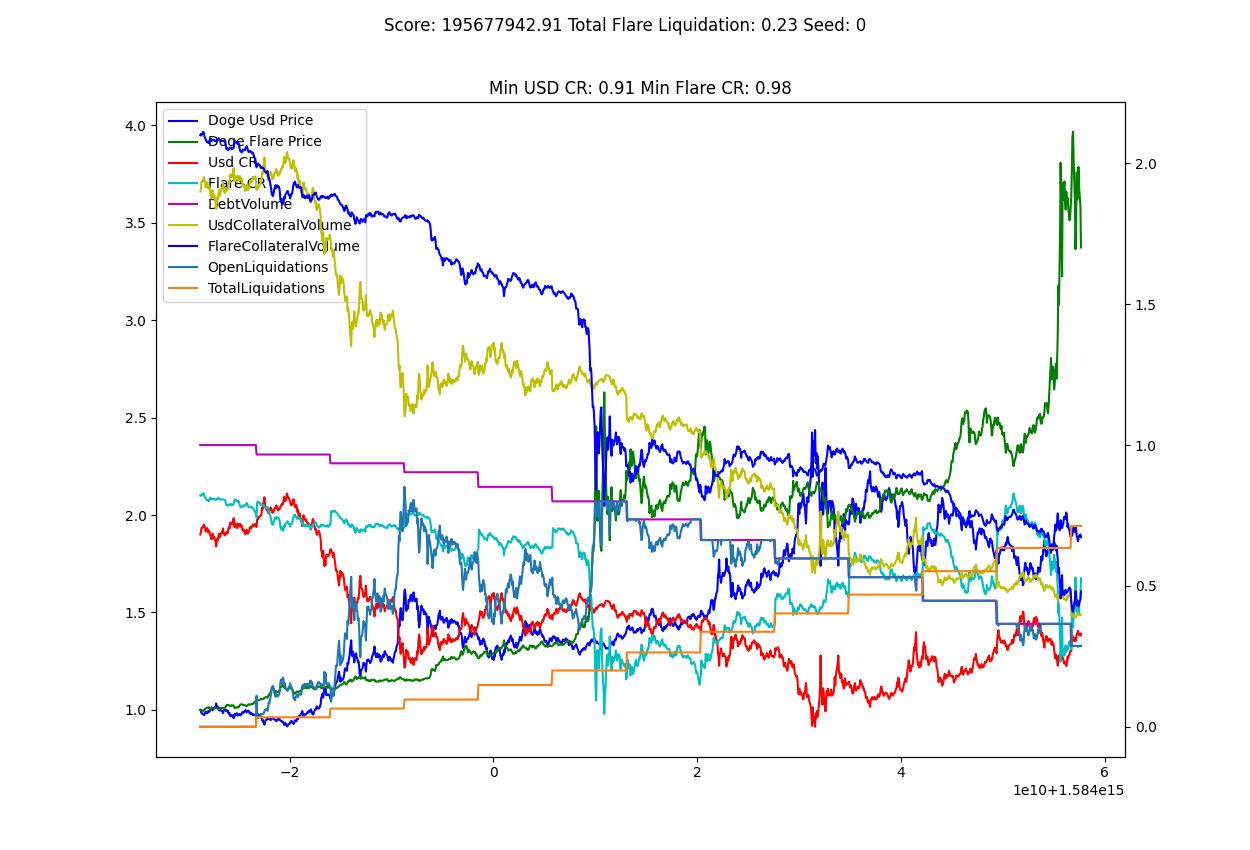 Score: 195677942.91 Total Flare Liquidation: 0.23 Seed: 0
Min USD CR: 0.91 Min Flare CR: 0.98
Doge Usd Price
Doge Flare Price
Usd CR
Flare CR
DebtVolume
UsdCollateralVolume
FlareCollateralVolume
OpenLiquidations
TotalLiquidations
4.0
3.5
3.0
2.5
2.0
1.5
1.0
2.0
1.5
1.0
0.5
0.0
−2
0
2
4
6
1e10+1.584e15